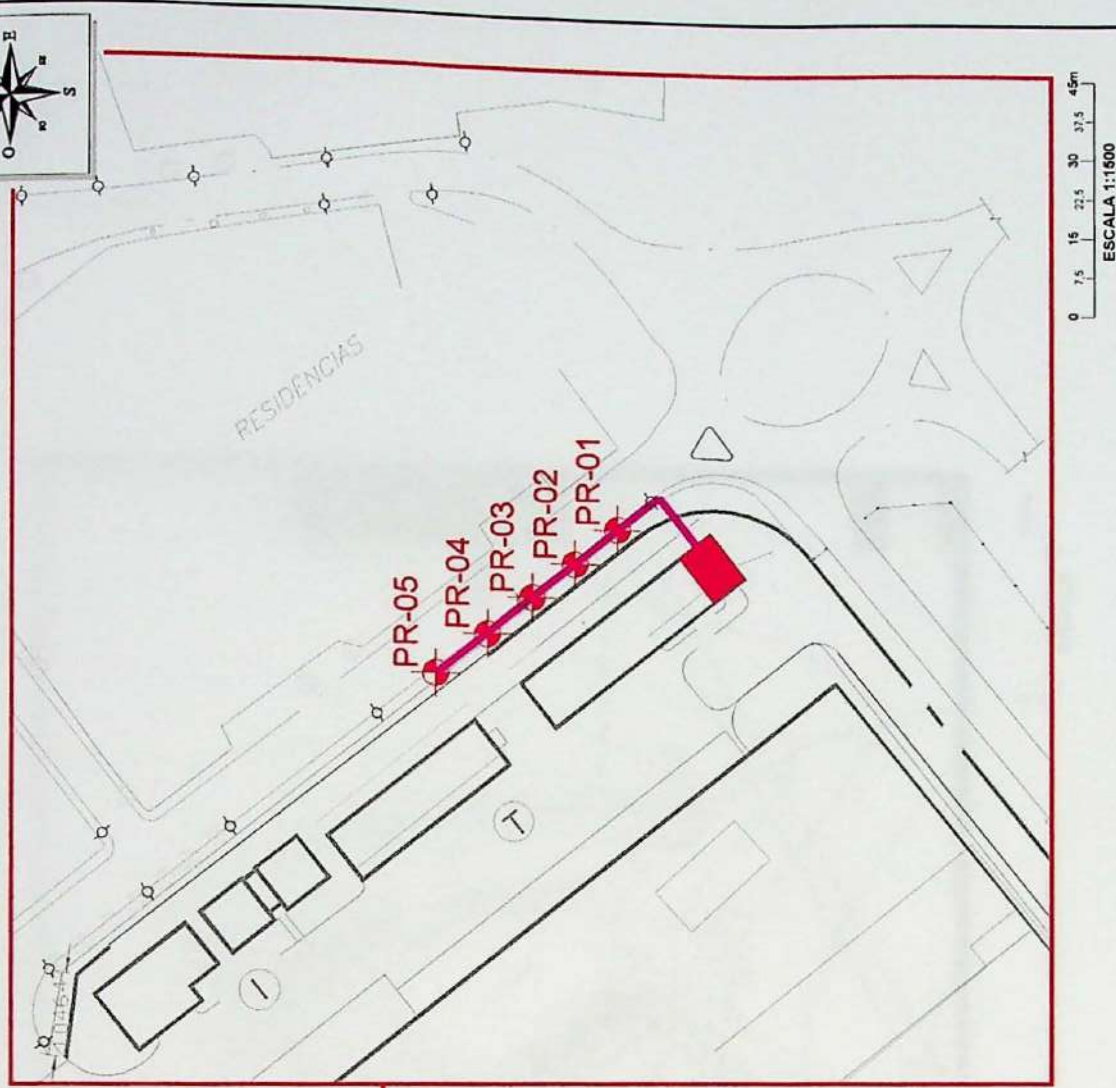 E
O
S
RESIDENCIAS
PR-05
PR-04
PR-03
PR-02
PR-01
T
I
0 7,5 15 22,5 30 37,5 45m
ESCALA 1:1500